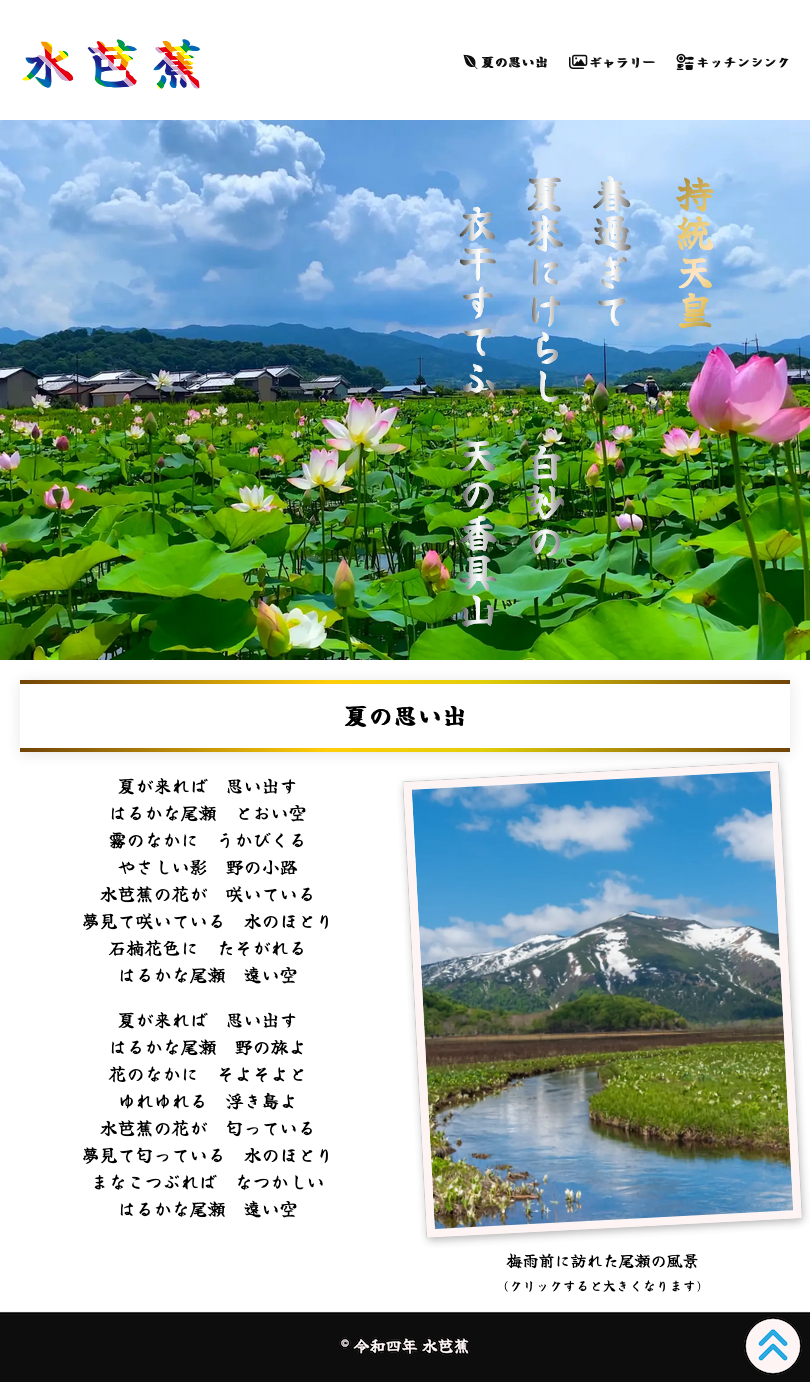 水芭蕉
夏の思い出
ギャラリー
キッチンシンク
持統天皇
春過ぎて
夏来にけらし　白妙の
衣干すてふ　天の香具山
夏の思い出
夏が来れば　思い出す
はるかな尾瀬　とおい空
霧のなかに　うかびくる
やさしい影　野の小路
水芭蕉の花が　咲いている
夢見て咲いている　水のほとり
石楠花色に　たそがれる
はるかな尾瀬　遠い空
夏が来れば　思い出す
はるかな尾瀬　野の旅よ
花のなかに　そよそよと
ゆれゆれる　浮き島よ
水芭蕉の花が　匂っている
夢見て匂っている　水のほとり
まなこつぶれば　なつかしい
はるかな尾瀬　遠い空
梅雨前に訪れた尾瀬の風景
（クリックすると大きくなります）
© 令和四年 水芭蕉